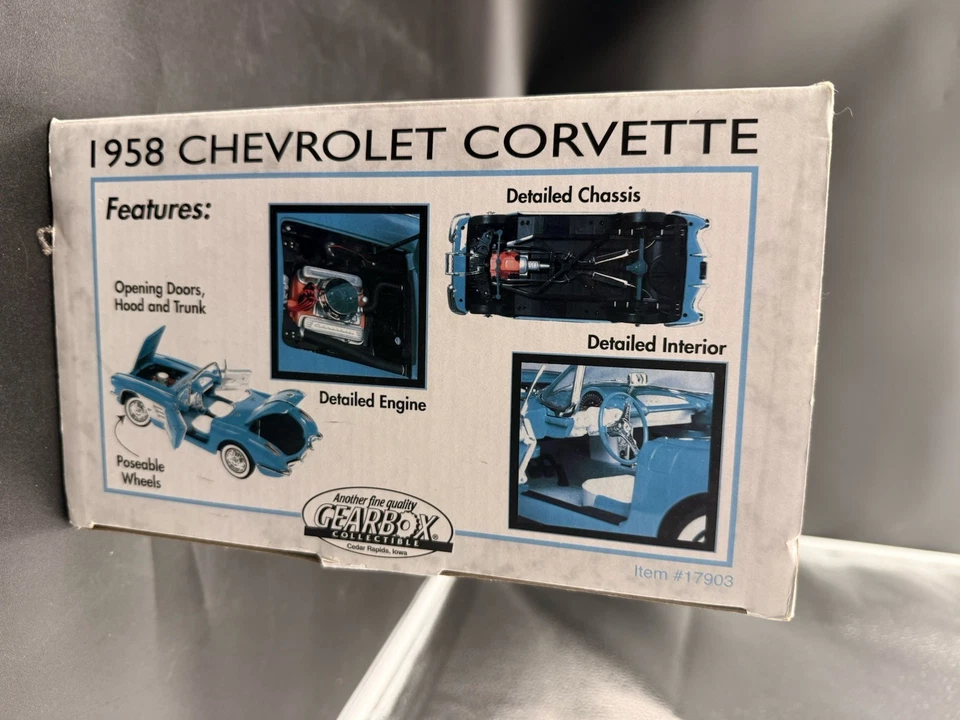 1958 CHEVROLET CORVETTE
Features:
Detailed Chassis
Opening Doors,
Hood and Trunk
Detailed Interior
Detailed Engine
Poseable
Wheels
Another fine quality
GEARBOX®
COLLECTIBLE
Cedar Rapids, Iowa
Item #17903